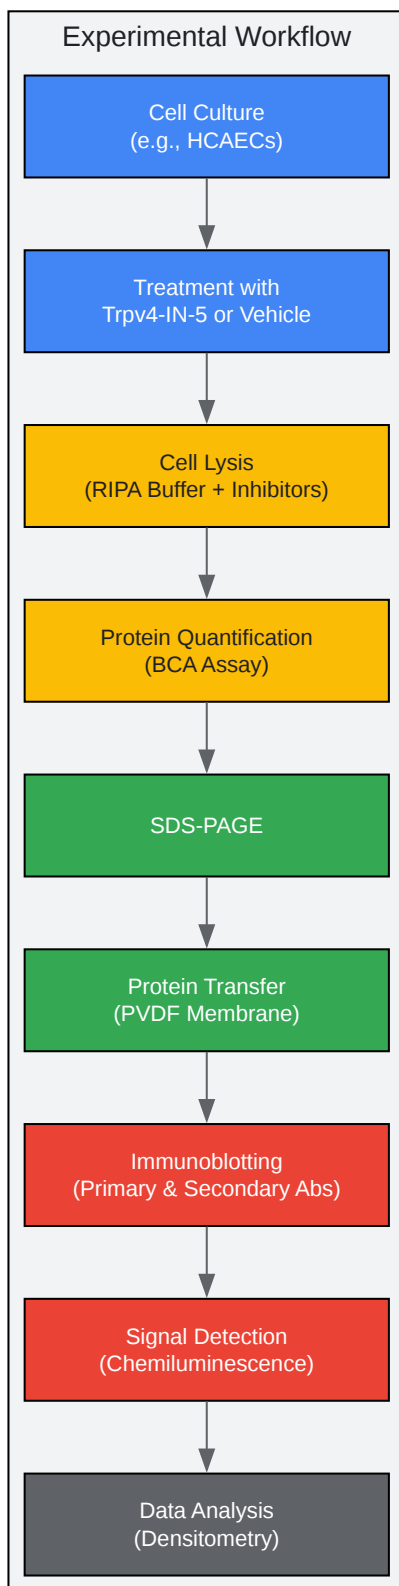 Experimental Workflow
Cell Culture
(e.g., HCAECs)
Treatment with
Trpv4-IN-5 or Vehicle
Cell Lysis
(RIPA Buffer + Inhibitors)
Protein Quantification
(BCA Assay)
SDS-PAGE
Protein Transfer
(PVDF Membrane)
Immunoblotting
(Primary & Secondary Abs)
Signal Detection
(Chemiluminescence)
Data Analysis
(Densitometry)